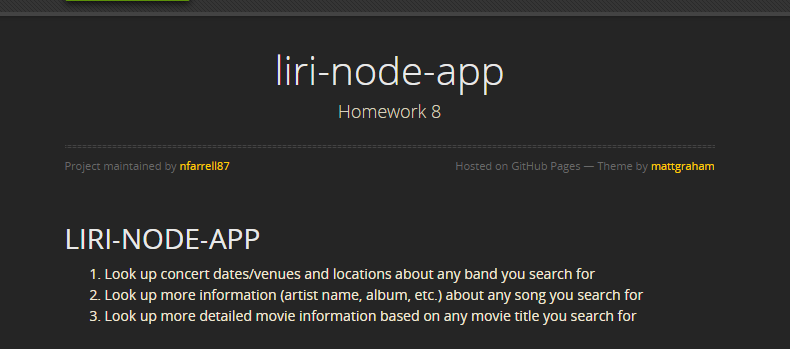 liri-node-app
Homework 8
Project maintained by nfarrell87
Hosted on GitHub Pages — Theme by mattgraham
LIRI-NODE-APP
1. Look up concert dates/venues and locations about any band you search for
2. Look up more information (artist name, album, etc.) about any song you search for
3. Look up more detailed movie information based on any movie title you search for